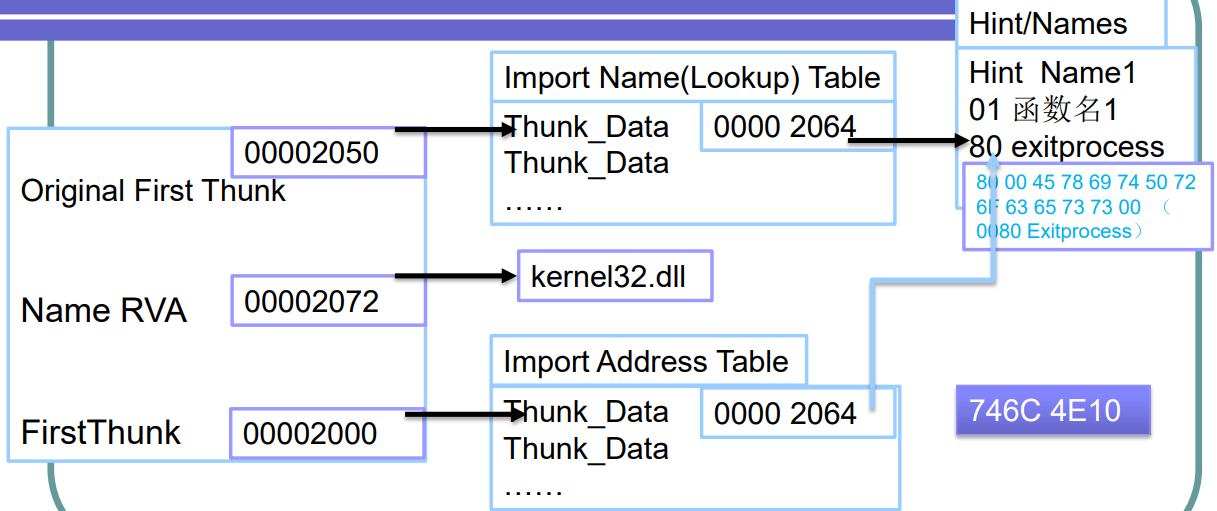 Hint/Names
Import Name(Lookup) Table
Hint Name1
Thunk_Data
0000 2064
01 函数名1
00002050
Thunk_Data
80 exitprocess
Original First Thunk
......
80 00 45 78 69 74 50 72
6F 63 65 73 73 00 （
0080 Exitprocess）
kernel32.dll
Name RVA
00002072
Import Address Table
Thunk_Data
0000 2064
746C 4E10
FirstThunk
00002000
Thunk_Data
......